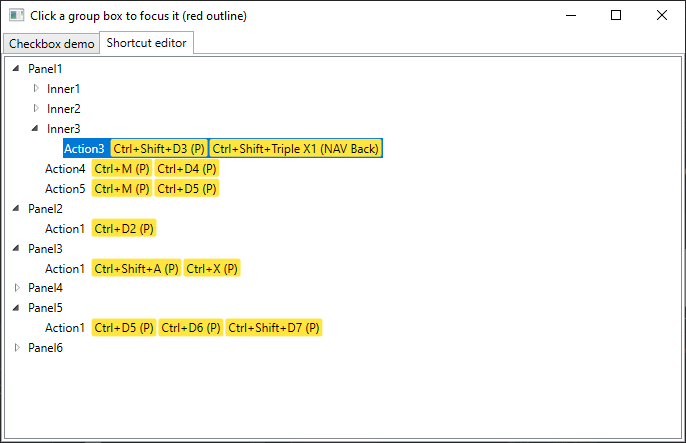 Click a group box to focus it (red outline)
Checkbox demo Shortcut editor
Panel1
Inner1
Inner2
Inner3
Action3 Ctrl+Shift+D3 (P) Ctrl+Shift+Triple X1 (NAV Back)
Action4 Ctrl+M (P) Ctrl+D4 (P)
Action5 Ctrl+M (P) Ctrl+D5 (P)
Panel2
Action1 Ctrl+D2 (P)
Panel3
Action1 Ctrl+Shift+A (P) Ctrl+X (P)
Panel4
Panel5
Action1 Ctrl+D5 (P) Ctrl+D6 (P) Ctrl+Shift+D7 (P)
Panel6